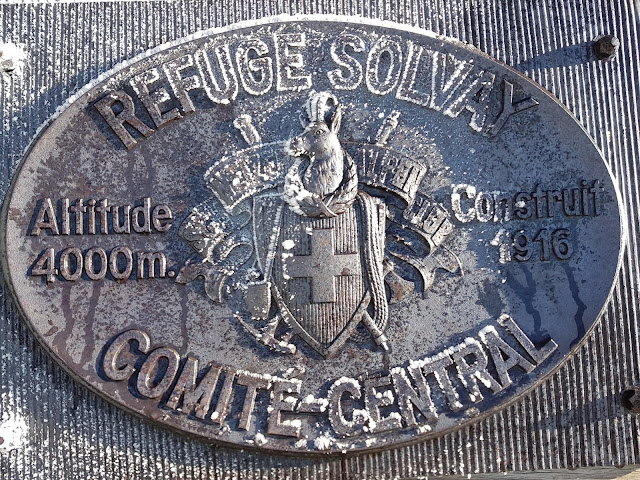 REFUGE SOLVAY
Altitude
4000m.
Construit
1916
COMITÉ-CENTRAL